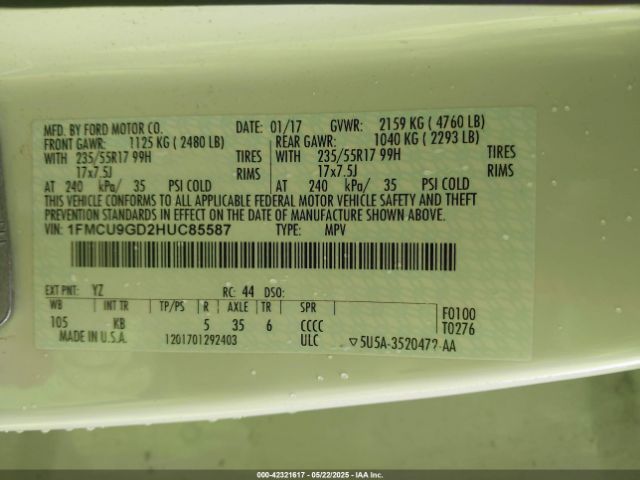 MFD. BY FORD MOTOR CO. DATE: 01/17 GVWR: 2159 KG ( 4760 LB)
FRONT GAWR: 1125 KG ( 2480 LB) REAR GAWR: 1040 KG ( 2293 LB)
WITH 235/55R17 99H TIRES WITH 235/55R17 99H TIRES
17x7.5J RIMS 17x7.5J RIMS
AT 240 kPa/ 35 PSI COLD AT 240 kPa/ 35 PSI COLD
THIS VEHICLE CONFORMS TO ALL APPLICABLE FEDERAL MOTOR VEHICLE SAFETY AND THEFT
PREVENTION STANDARDS IN EFFECT ON THE DATE OF MANUFACTURE SHOWN ABOVE.
VIN: 1FMCU9GD2HUC85587 TYPE: MPV
EXT PNT: YZ RC: 44 DSO:
WB INT TR TP/PS R AXLE TR SPR F0100
105 KB 5 35 6 CCCC T0276
MADE IN U.S.A. 1201701292403 ULC ▽5U5A-3520472-AA
000-42321617 - 05/22/2025 - IAA Inc.